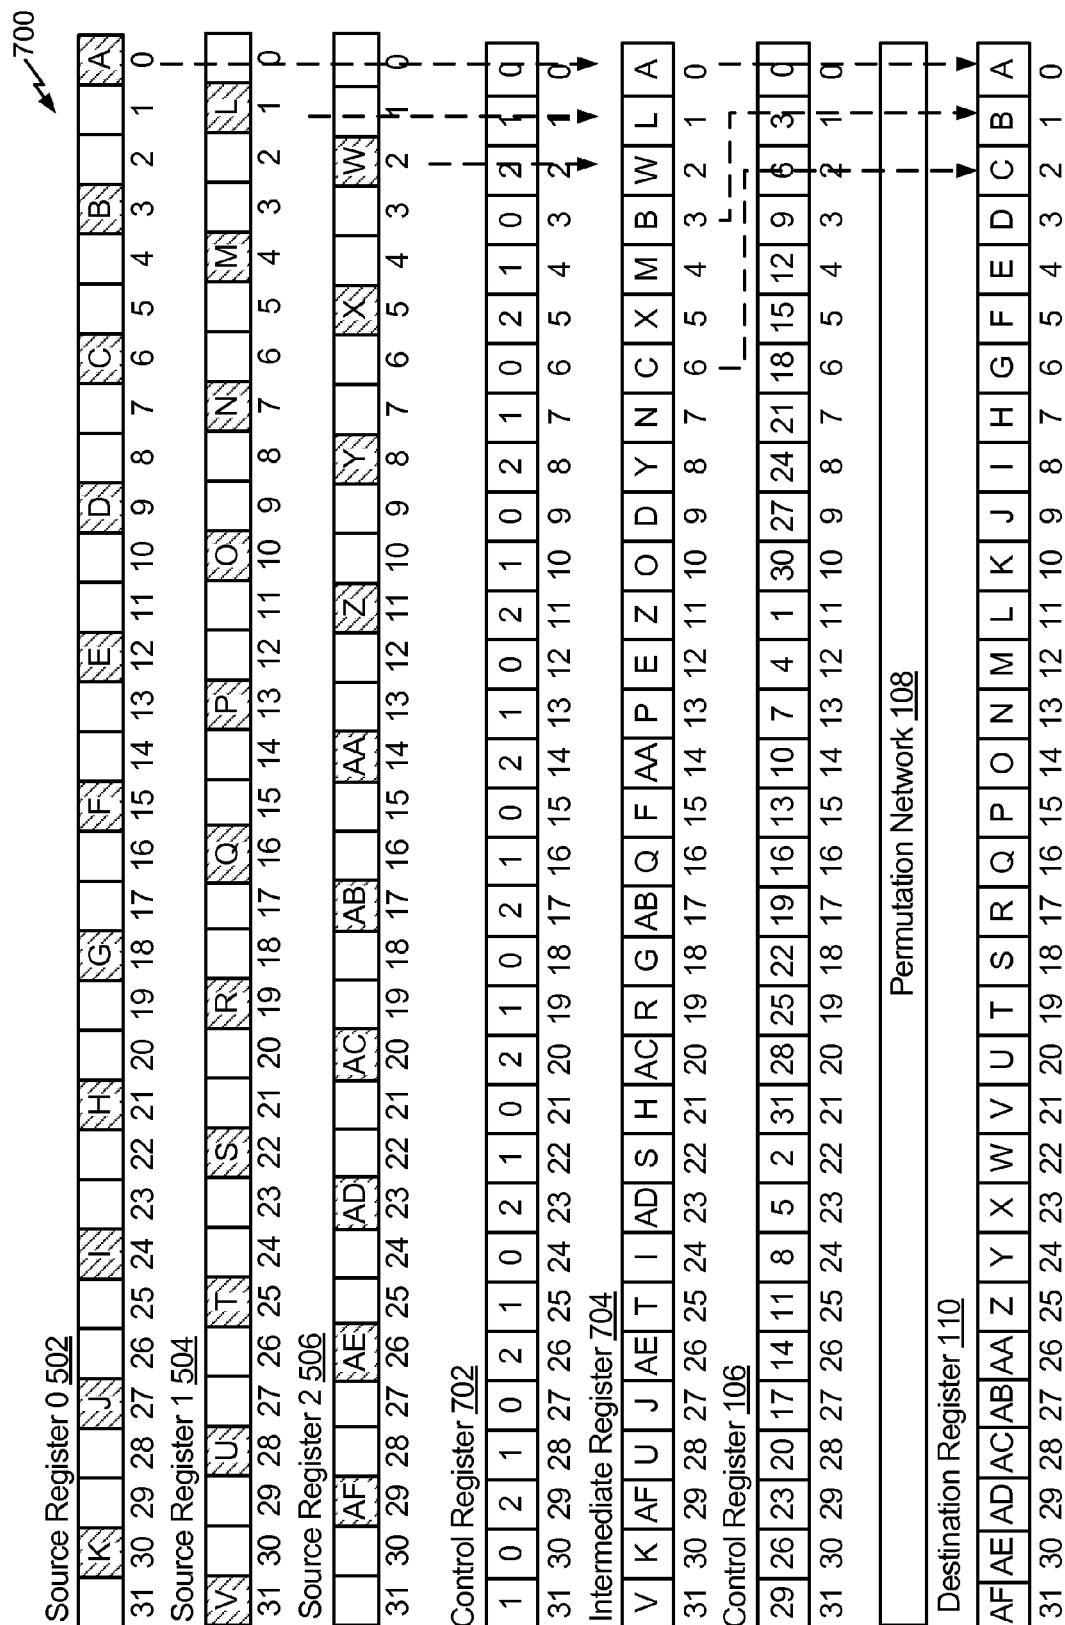 700
Source Register 0 502
K J I H G F E D C B A
31 30 29 28 27 26 25 24 23 22 21 20 19 18 17 16 15 14 13 12 11 10 9 8 7 6 5 4 3 2 1 0
Source Register 1 504
V U T S R Q P O N M L
31 30 29 28 27 26 25 24 23 22 21 20 19 18 17 16 15 14 13 12 11 10 9 8 7 6 5 4 3 2 1 0
Source Register 2 506
AF AE AD AC AB AA Z Y X W
31 30 29 28 27 26 25 24 23 22 21 20 19 18 17 16 15 14 13 12 11 10 9 8 7 6 5 4 3 2 1 0
Control Register 702
1 0 2 1 0 2 1 0 2 1 0 2 1 0 2 1 0 2 1 0 2 1 0 2 1 0 2 1 0 2 1 0
31 30 29 28 27 26 25 24 23 22 21 20 19 18 17 16 15 14 13 12 11 10 9 8 7 6 5 4 3 2 1 0
Intermediate Register 704
V K AF U J AE T I AD S H AC R G AB Q F AA P E Z O D Y N C X M B W L A
31 30 29 28 27 26 25 24 23 22 21 20 19 18 17 16 15 14 13 12 11 10 9 8 7 6 5 4 3 2 1 0
Control Register 106
29 26 23 20 17 14 11 8 5 2 31 28 25 22 19 16 13 10 7 4 1 30 27 24 21 18 15 12 9 6 3 0
31 30 29 28 27 26 25 24 23 22 21 20 19 18 17 16 15 14 13 12 11 10 9 8 7 6 5 4 3 2 1 0
Permutation Network 108
Destination Register 110
AF AE AD AC AB AA Z Y X W V U T S R Q P O N M L K J I H G F E D C B A
31 30 29 28 27 26 25 24 23 22 21 20 19 18 17 16 15 14 13 12 11 10 9 8 7 6 5 4 3 2 1 0